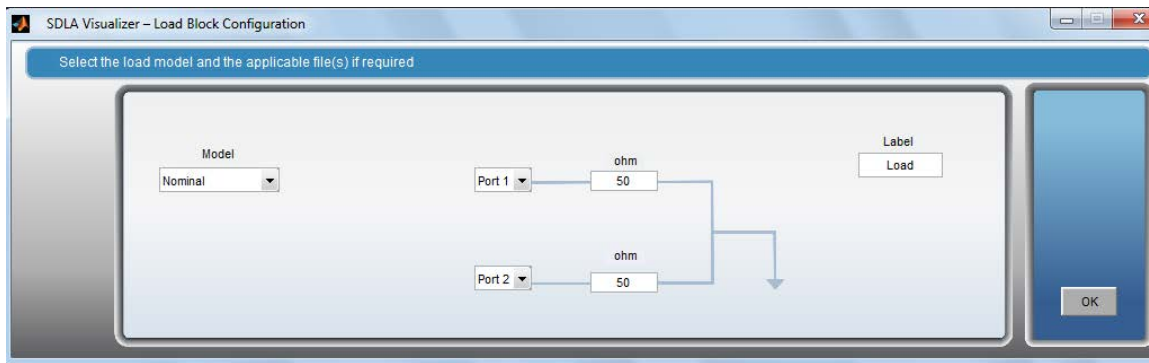 SDLA Visualizer – Load Block Configuration
Select the load model and the applicable file(s) if required
Label
Load
Model
Nominal
ohm
Port 1
50
ohm
Port 2
50
OK